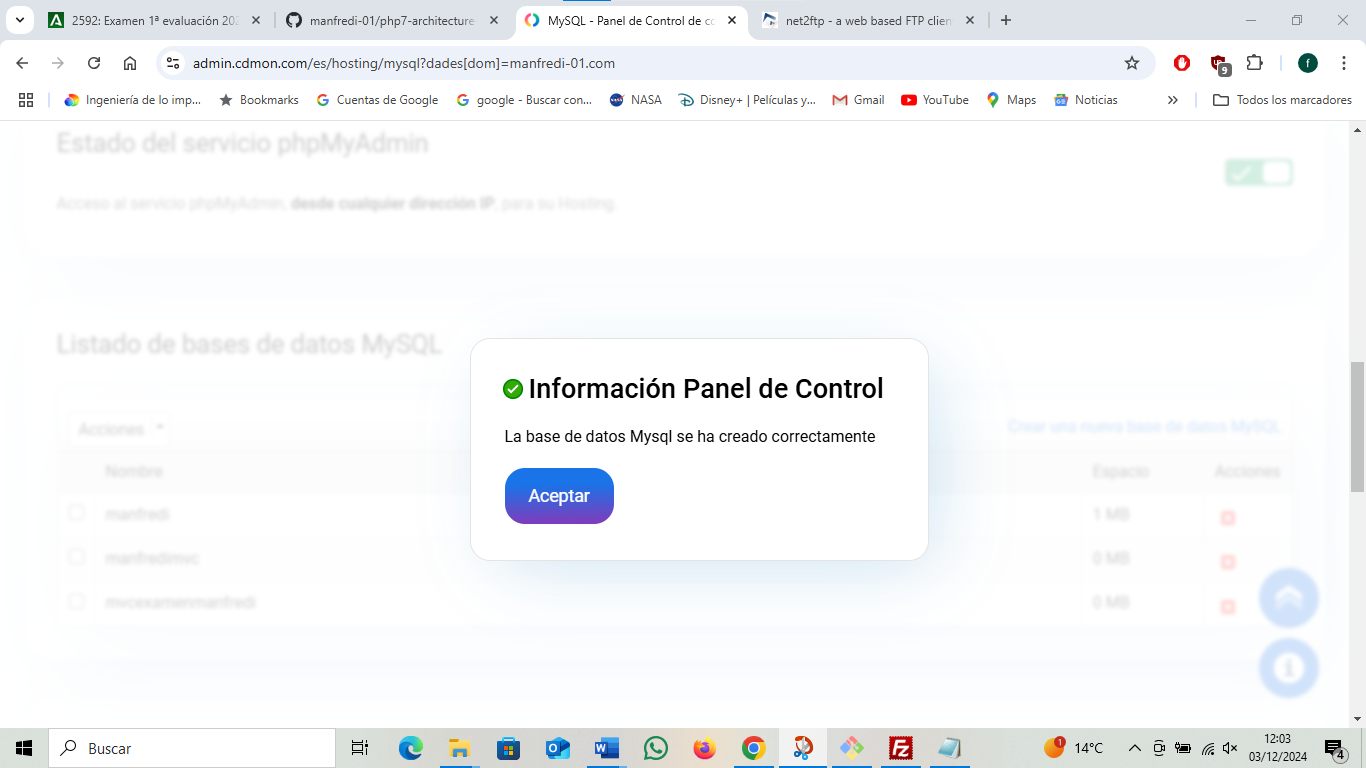 2592: Examen 1ª evaluación 202
manfredi-01/php7-architecture-
MySQL - Panel de Control de co
net2ftp - a web based FTP clien
admin.cdmon.com/es/hosting/mysql?dades[dom]=manfredi-01.com
9
f
Ingeniería de lo imp...
Bookmarks
Cuentas de Google
google - Buscar con...
NASA
Disney+ | Películas y...
Gmail
YouTube
Maps
Noticias
Todos los marcadores
Estado del servicio phpMyAdmin
Acceso al servicio phpMyAdmin, desde cualquier dirección IP, para su Hosting.
Listado de bases de datos MySQL
Acciones
Crear una nueva base de datos MySQL
Nombre
Espacio
Acciones
manfredi
1 MB
manfredimvc
0 MB
mvcexamenmanfredi
0 MB
Información Panel de Control
La base de datos Mysql se ha creado correctamente
Aceptar
Buscar
1
14°C
12:03
03/12/2024
4